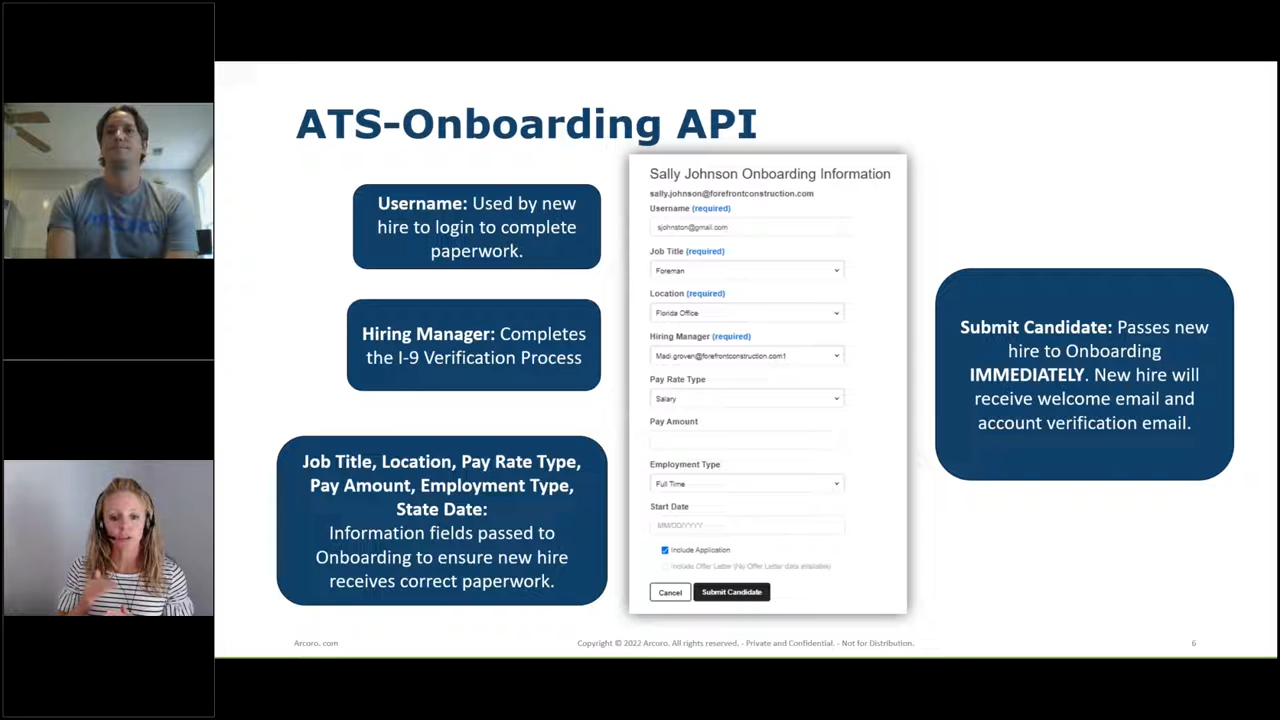 ATS-Onboarding API
Username: Used by new
hire to login to complete
paperwork.
Hiring Manager: Completes
the I-9 Verification Process
Job Title, Location, Pay Rate Type,
Pay Amount, Employment Type,
State Date:
Information fields passed to
Onboarding to ensure new hire
receives correct paperwork.
Sally Johnson Onboarding Information
sally.johnson@forefrontconstruction.com
Username (required)
sjohnston@gmail.com
Job Title (required)
Foreman
Location (required)
Florida Office
Hiring Manager (required)
Madi.groven@forefrontconstruction.com1
Pay Rate Type
Salary
Pay Amount
Employment Type
Full Time
Start Date
MM/DD/YYYY
Include Application
Include Offer Letter (No Offer Letter data available)
Cancel
Submit Candidate
Submit Candidate: Passes new
hire to Onboarding
IMMEDIATELY. New hire will
receive welcome email and
account verification email.
Arcoro. com
Copyright © 2022 Arcoro. All rights reserved. - Private and Confidential. - Not for Distribution.
6